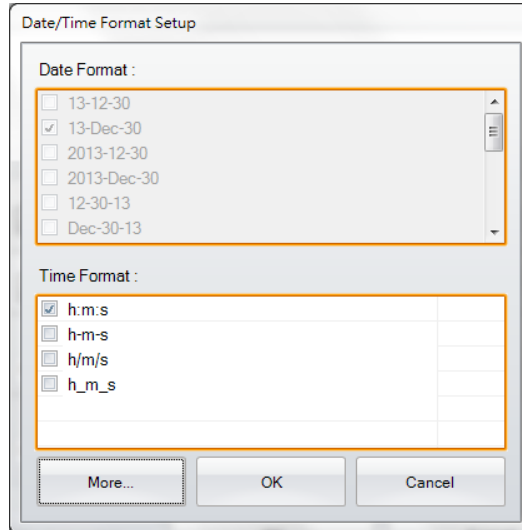 Date/Time Format Setup
Date Format :
13-12-30
13-Dec-30
2013-12-30
2013-Dec-30
12-30-13
Dec-30-13
Time Format :
h:m:s
h-m-s
h/m/s
h_m_s
More... OK Cancel